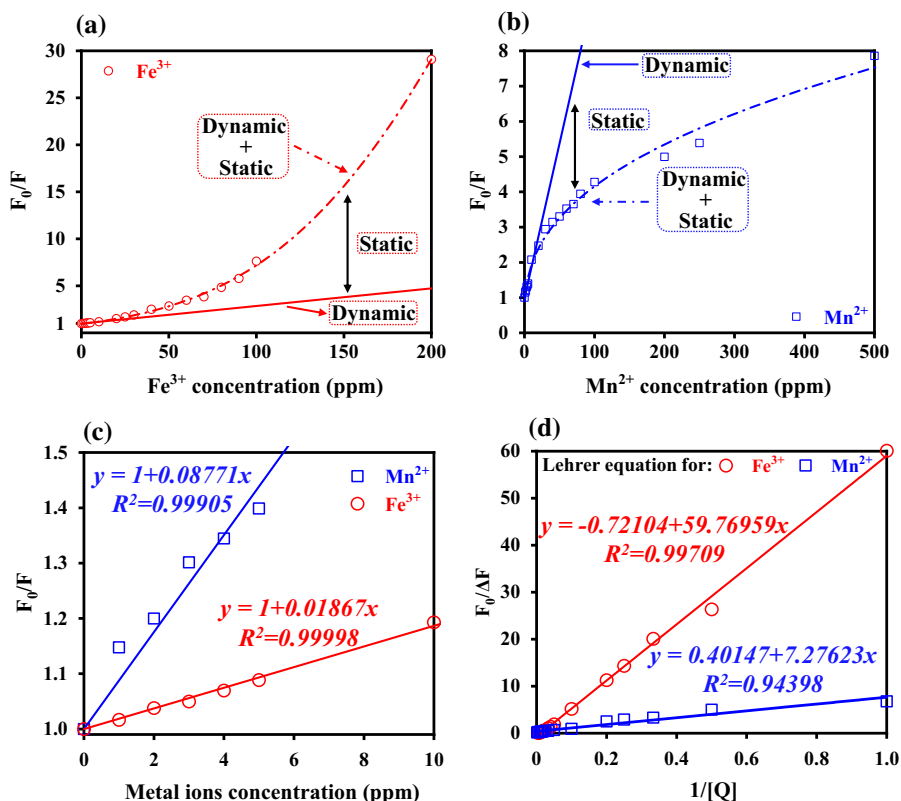 (a)
30
25
20
15
10
5
1
F₀/F
Fe³⁺
Dynamic
+
Static
Static
Dynamic
0
50
100
150
200
Fe³⁺ concentration (ppm)
(b)
8
7
6
5
4
3
2
1
0
F₀/F
Dynamic
Static
Dynamic
+
Static
Mn²⁺
0
100
200
300
400
500
Mn²⁺ concentration (ppm)
(c)
1.5
1.4
1.3
1.2
1.1
1.0
F₀/F
y = 1+0.08771x
R²=0.99905
Mn²⁺
Fe³⁺
y = 1+0.01867x
R²=0.99998
0
2
4
6
8
10
Metal ions concentration (ppm)
(d)
60
50
40
30
20
10
0
F₀/ΔF
Lehrer equation for: Fe³⁺ Mn²⁺
y = -0.72104+59.76959x
R²=0.99709
y = 0.40147+7.27623x
R²=0.94398
0
0.2
0.4
0.6
0.8
1.0
1/[Q]